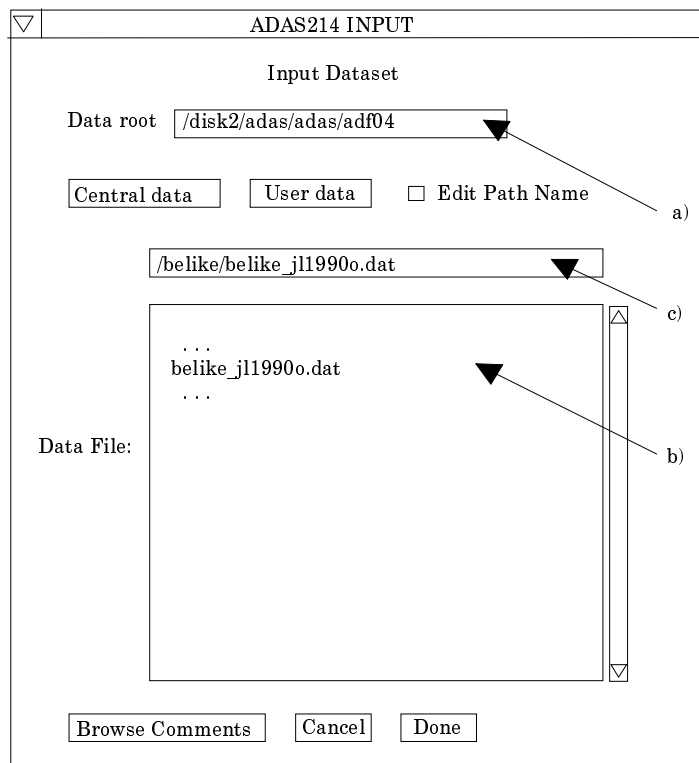 ADAS214 INPUT
Input Dataset
Data root /disk2/adas/adas/adf04
Central data User data Edit Path Name
a)
/belike/belike_jl1990o.dat
c)
. . .
belike_jl1990o.dat
. . .
Data File:
b)
Browse Comments Cancel Done